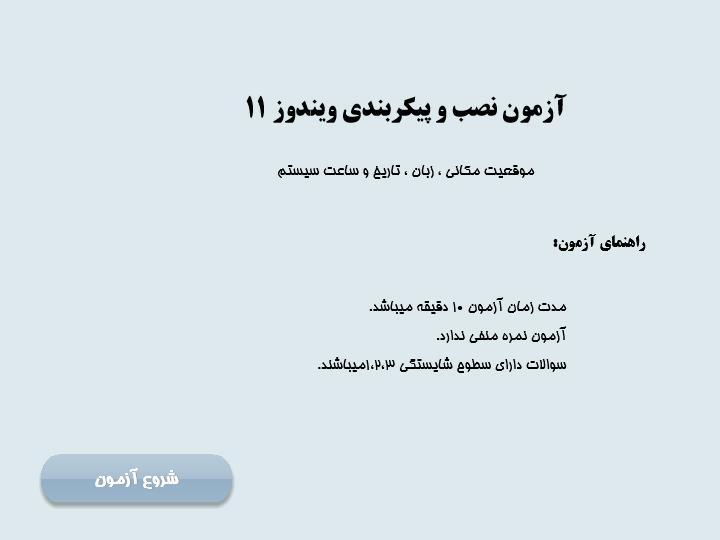 آزمون نصب و پیکربندی ویندوز ۱۱
موقعیت مکانی ، زبان ، تاریخ و ساعت سیستم
راهنمای آزمون:
مدت زمان آزمون ۱۰ دقیقه میباشد.
آزمون نمره منفی ندارد.
سوالات دارای سطوح شایستگی ۱،۲،۳میباشند.
شروع آزمون